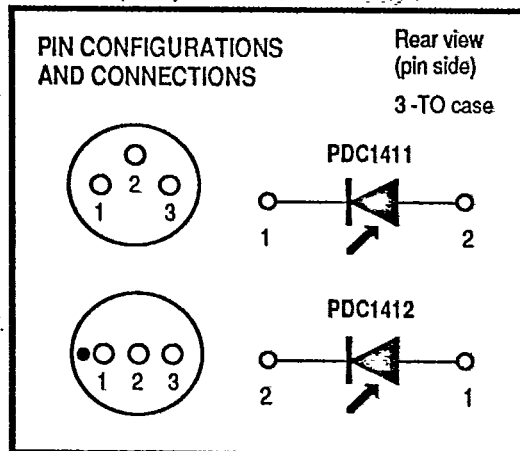 PIN CONFIGURATIONS
AND CONNECTIONS
Rear view
(pin side)
3 -TO case
1 2 3
PDC1411
1 2
1 2 3
PDC1412
2 1